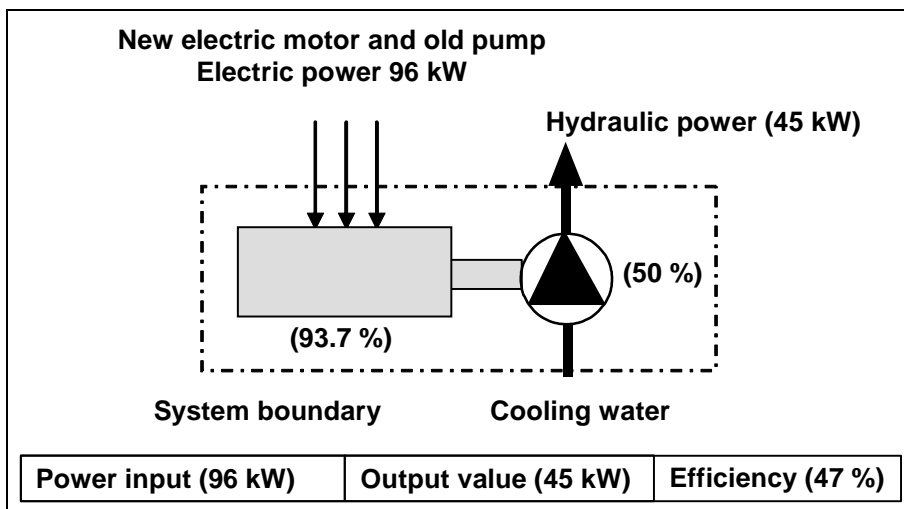 New electric motor and old pump
Electric power 96 kW
Hydraulic power (45 kW)
(50 %)
(93.7 %)
System boundary
Cooling water
Power input (96 kW)
Output value (45 kW)
Efficiency (47 %)